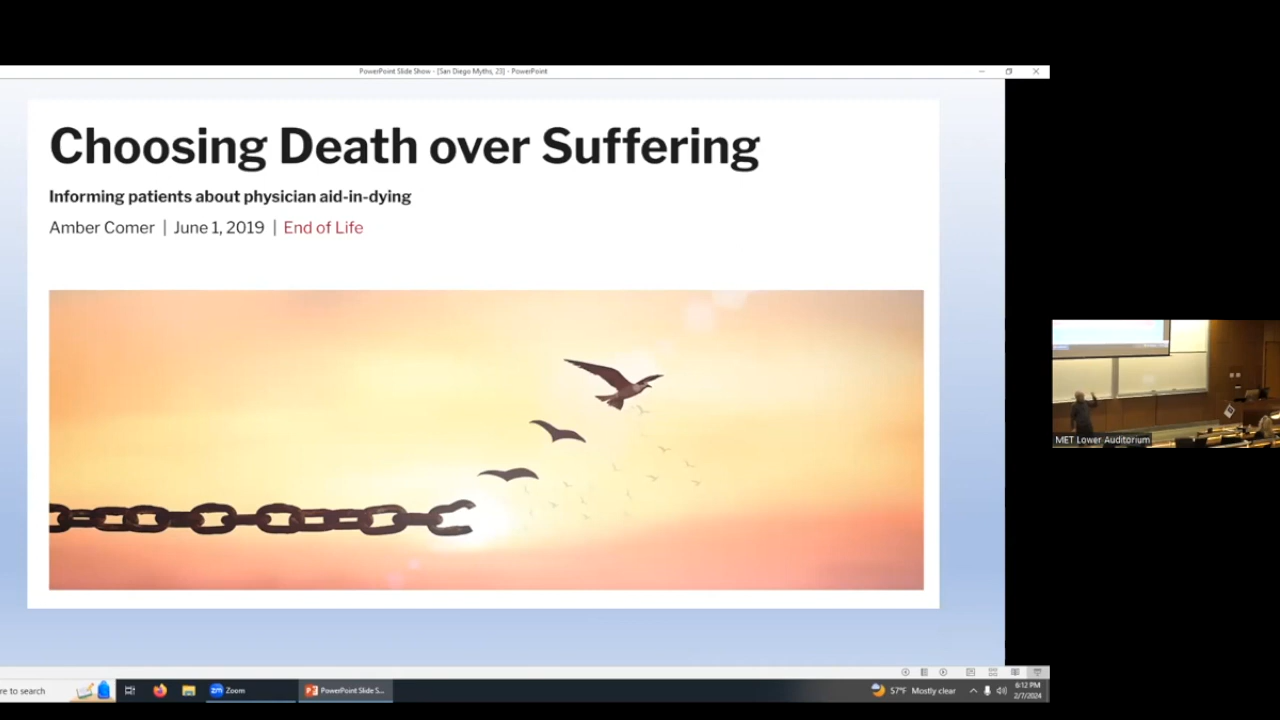 PowerPoint Slide Show - [San Diego Myths, 23] - PowerPoint
Choosing Death over Suffering
Informing patients about physician aid-in-dying
Amber Comer | June 1, 2019 | End of Life
MET Lower Auditorium
re to search
zm Zoom
PowerPoint Slide S...
57°F Mostly clear
6:12 PM
2/7/2024